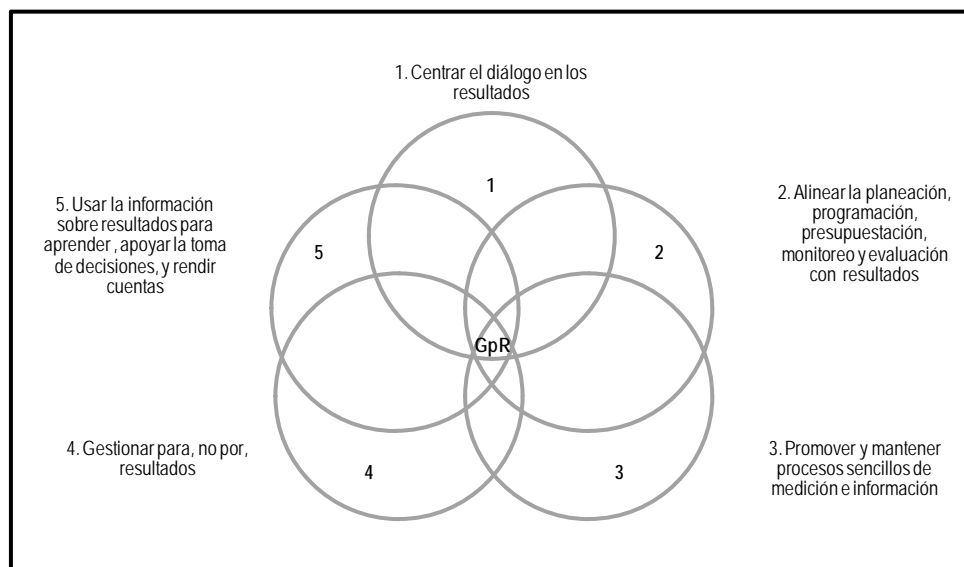 1. Centrar el diálogo en los
resultados
1
2. Alinear la planeación,
programación,
presupuestación,
monitoreo y evaluación
con resultados
2
5. Usar la información
sobre resultados para
aprender , apoyar la toma
de decisiones, y rendir
cuentas
5
GpR
4. Gestionar para, no por,
resultados
4
3
3. Promover y mantener
procesos sencillos de
medición e información